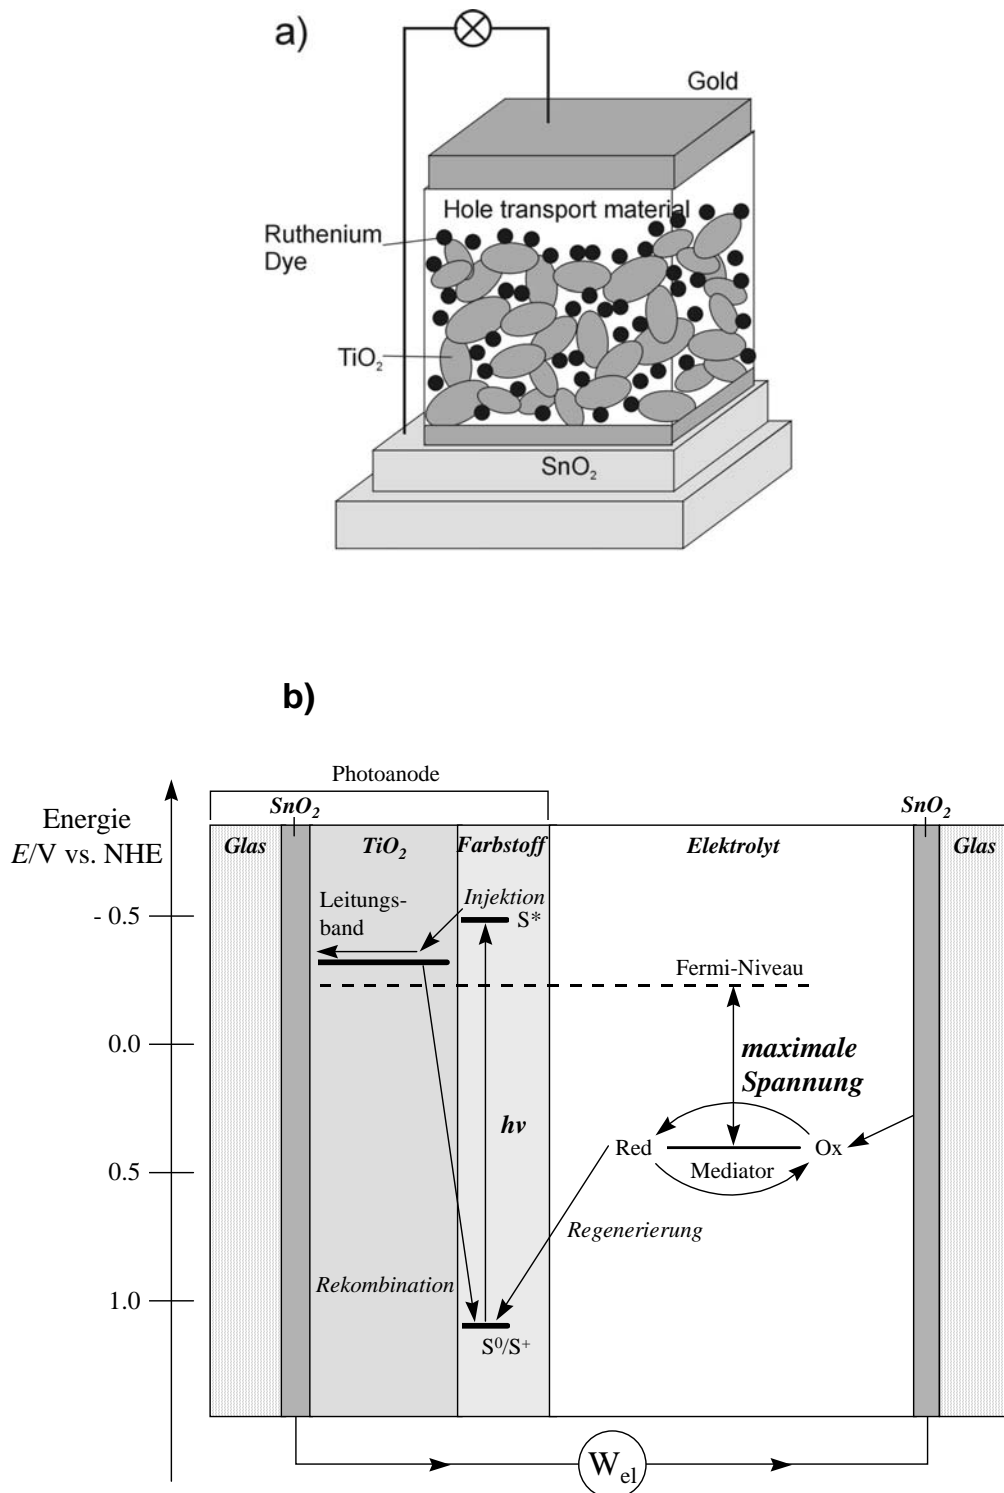 a)
Gold
Hole transport material
Ruthenium
Dye
TiO₂
SnO₂
b)
Photoanode
Energie
E/V vs. NHE
SnO₂
SnO₂
Glas
TiO₂
Farbstoff
Elektrolyt
Glas
Leitungs-
band
Injektion
S*
- 0.5
Fermi-Niveau
0.0
maximale
Spannung
hν
Red
Ox
Mediator
0.5
Regenerierung
Rekombination
1.0
S⁰/S⁺
Wel